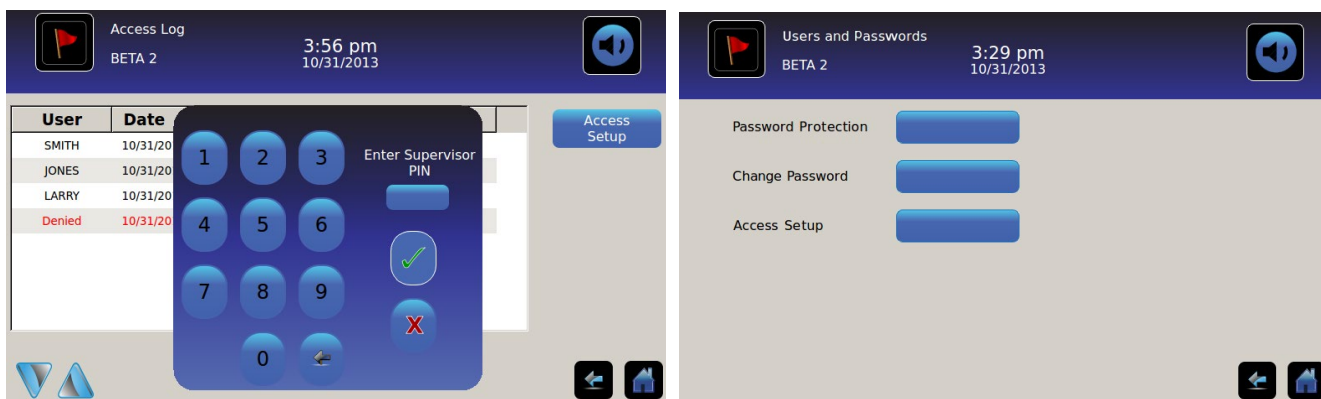 Access Log
BETA 2
3:56 pm
10/31/2013
User Date
SMITH 10/31/20
JONES 10/31/20
LARRY 10/31/20
Denied 10/31/20
Access
Setup
Enter Supervisor
PIN
1 2 3
4 5 6
7 8 9
0
X
Users and Passwords
BETA 2
3:29 pm
10/31/2013
Password Protection
Change Password
Access Setup